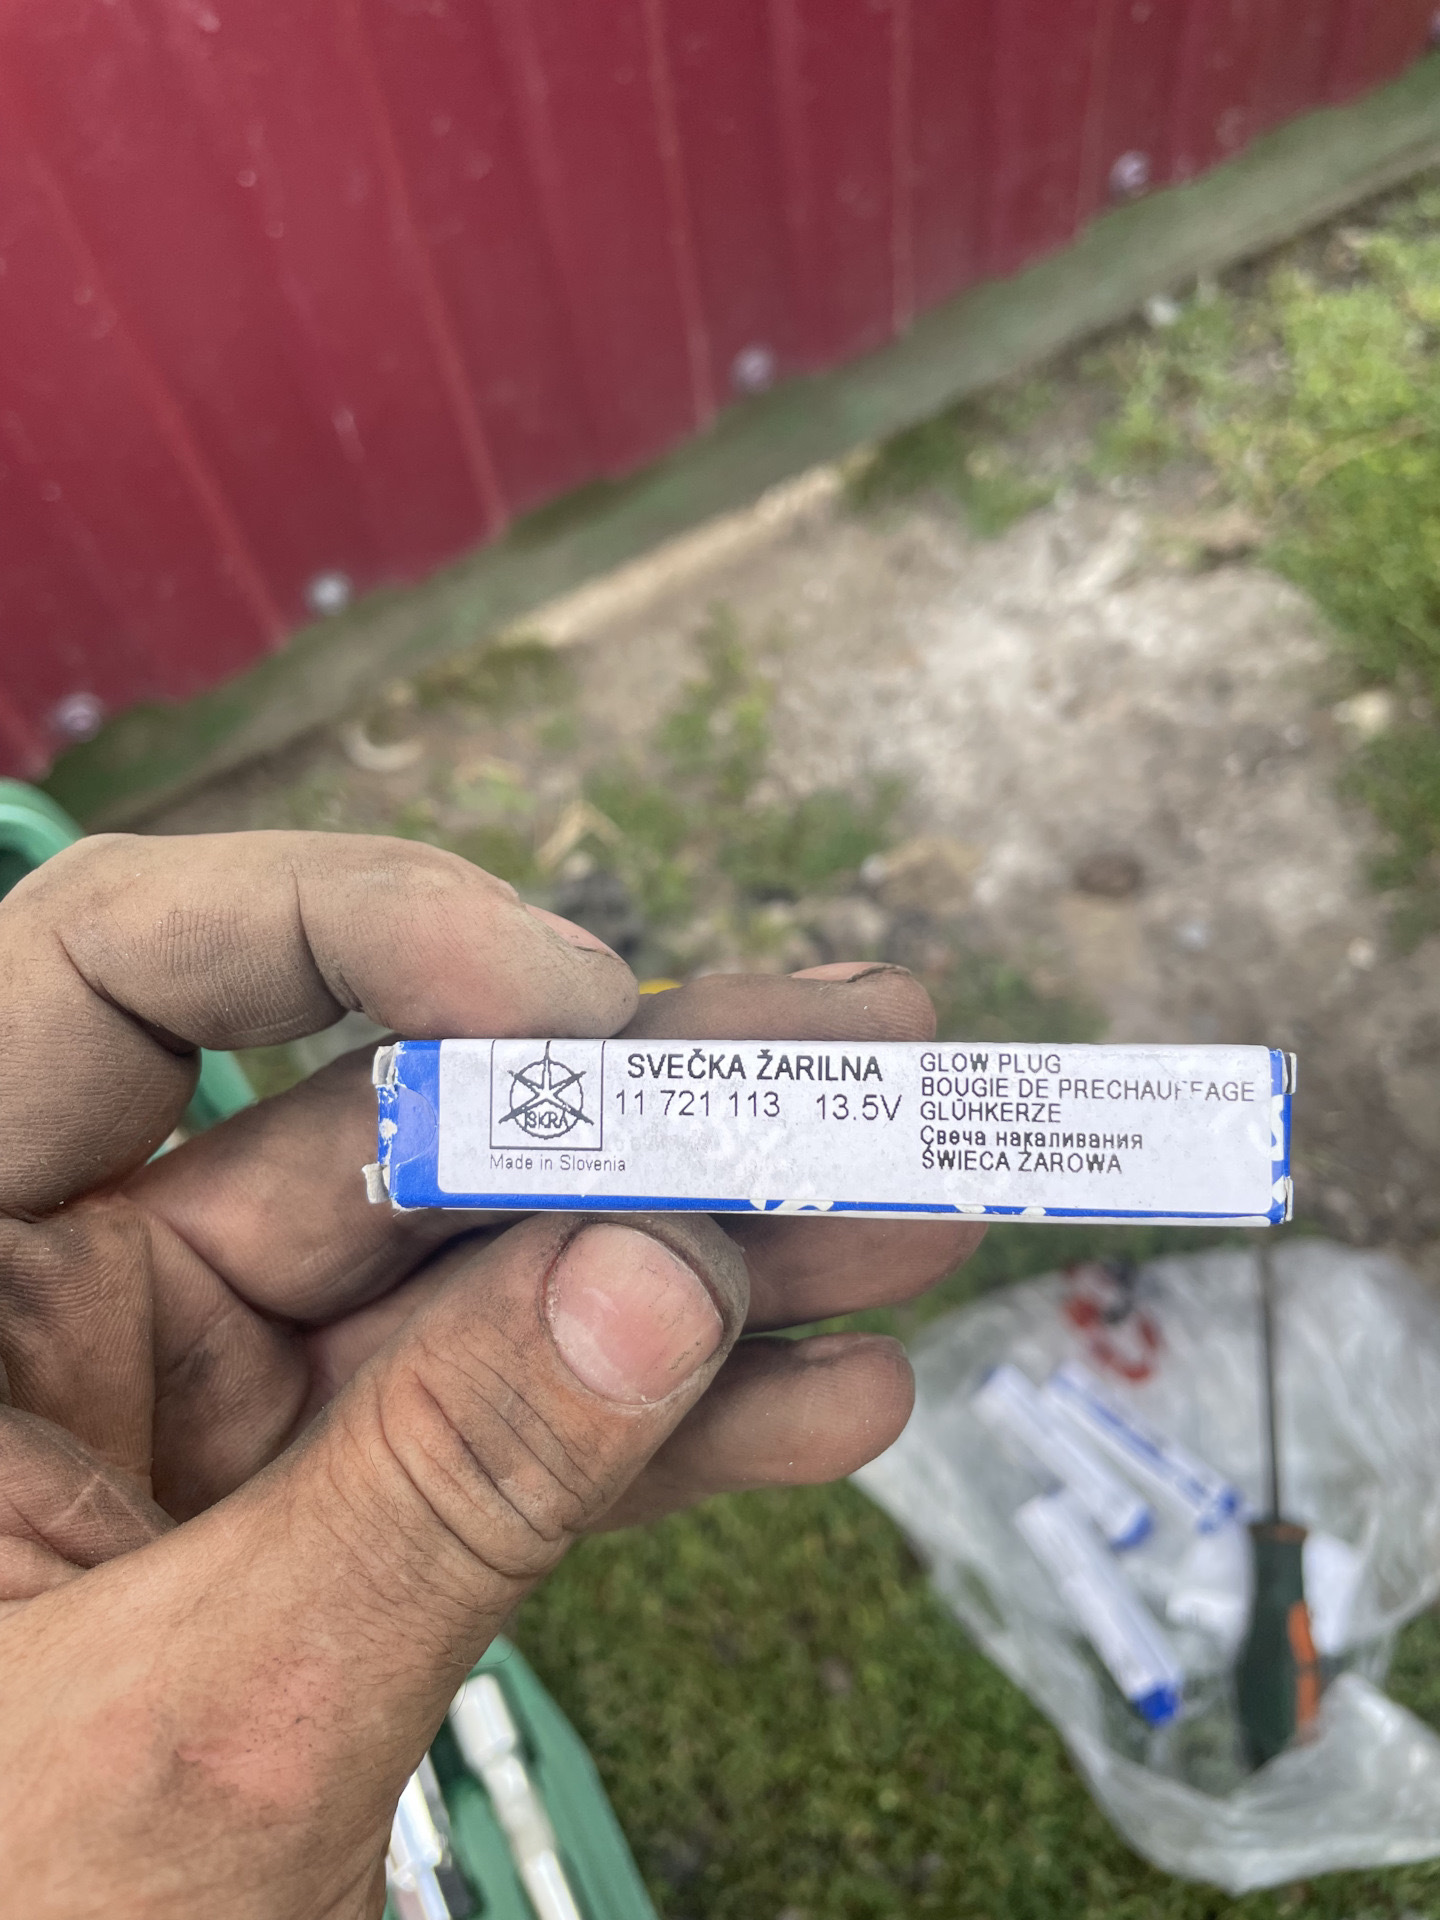 ISKRA
Made in Slovenia
SVEČKA ŽARILNA
11 721 113 13.5V
GLOW PLUG
BOUGIE DE PRECHAUFFAGE
GLÜHKERZE
Свеча накаливания
ŚWIECA ŻAROWA